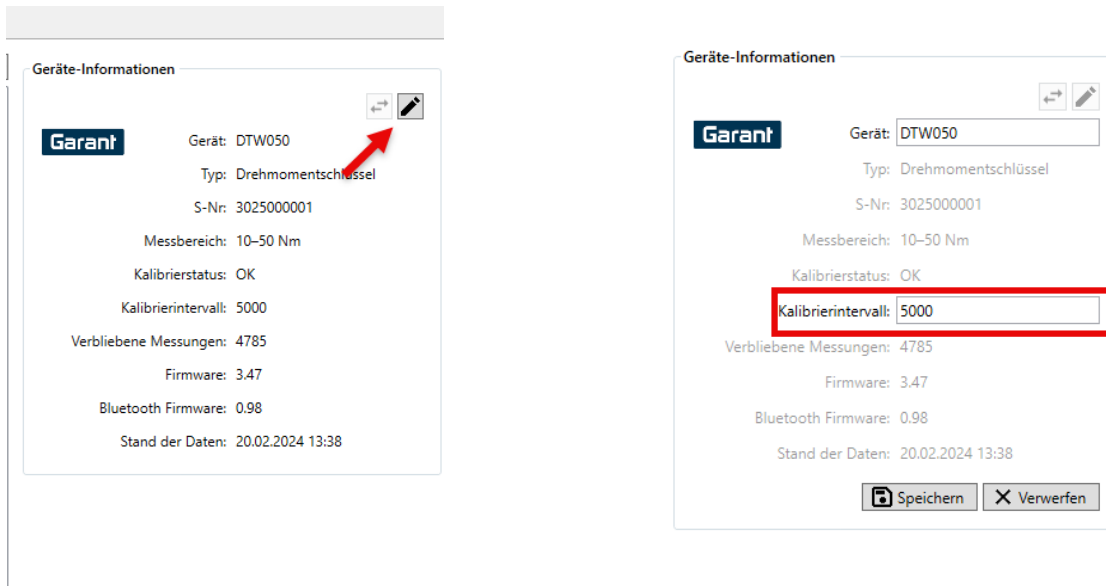 Geräte-Informationen
Garant Gerät: DTW050
Typ: Drehmomentschlüssel
S-Nr: 3025000001
Messbereich: 10–50 Nm
Kalibrierstatus: OK
Kalibrierintervall: 5000
Verbliebene Messungen: 4785
Firmware: 3.47
Bluetooth Firmware: 0.98
Stand der Daten: 20.02.2024 13:38
Geräte-Informationen
Garant Gerät: DTW050
Typ: Drehmomentschlüssel
S-Nr: 3025000001
Messbereich: 10–50 Nm
Kalibrierstatus: OK
Kalibrierintervall: 5000
Verbliebene Messungen: 4785
Firmware: 3.47
Bluetooth Firmware: 0.98
Stand der Daten: 20.02.2024 13:38
Speichern Verwerfen